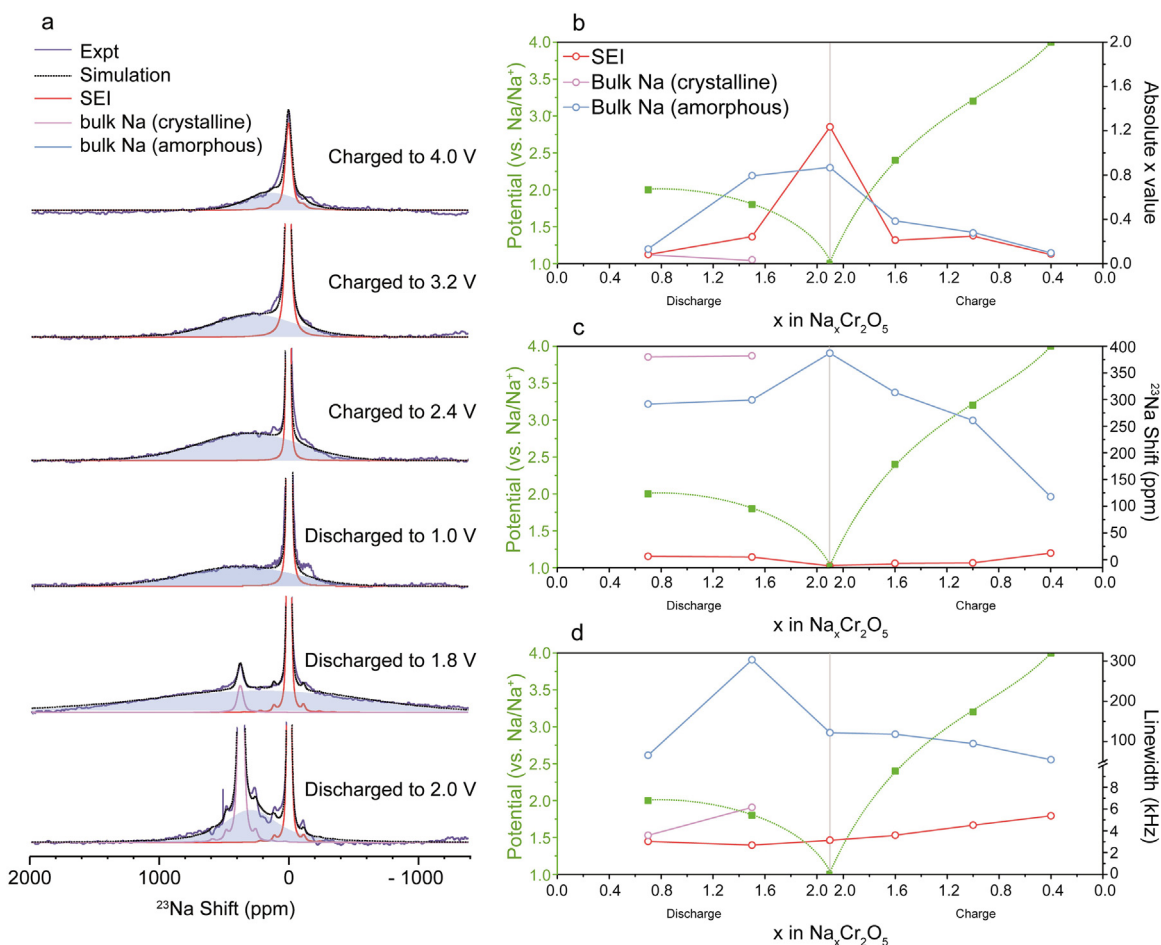 a
Expt
Simulation
SEI
bulk Na (crystalline)
bulk Na (amorphous)
Charged to 4.0 V
Charged to 3.2 V
Charged to 2.4 V
Discharged to 1.0 V
Discharged to 1.8 V
Discharged to 2.0 V
2000 1000 0 - 1000
²³Na Shift (ppm)
b
SEI
Bulk Na (crystalline)
Bulk Na (amorphous)
Potential (vs. Na/Na⁺)
4.0
3.5
3.0
2.5
2.0
1.5
1.0
Absolute x value
2.0
1.6
1.2
0.8
0.4
0.0
0.0 0.4 0.8 1.2 1.6 2.0 2.0 1.6 1.2 0.8 0.4 0.0
Discharge Charge
x in NaₓCr₂O₅
c
Potential (vs. Na/Na⁺)
4.0
3.5
3.0
2.5
2.0
1.5
1.0
²³Na Shift (ppm)
400
350
300
250
200
150
100
50
0
0.0 0.4 0.8 1.2 1.6 2.0 2.0 1.6 1.2 0.8 0.4 0.0
Discharge Charge
x in NaₓCr₂O₅
d
Potential (vs. Na/Na⁺)
4.0
3.5
3.0
2.5
2.0
1.5
1.0
Linewidth (kHz)
300
200
100
8
6
4
2
0
0.0 0.4 0.8 1.2 1.6 2.0 2.0 1.6 1.2 0.8 0.4 0.0
Discharge Charge
x in NaₓCr₂O₅